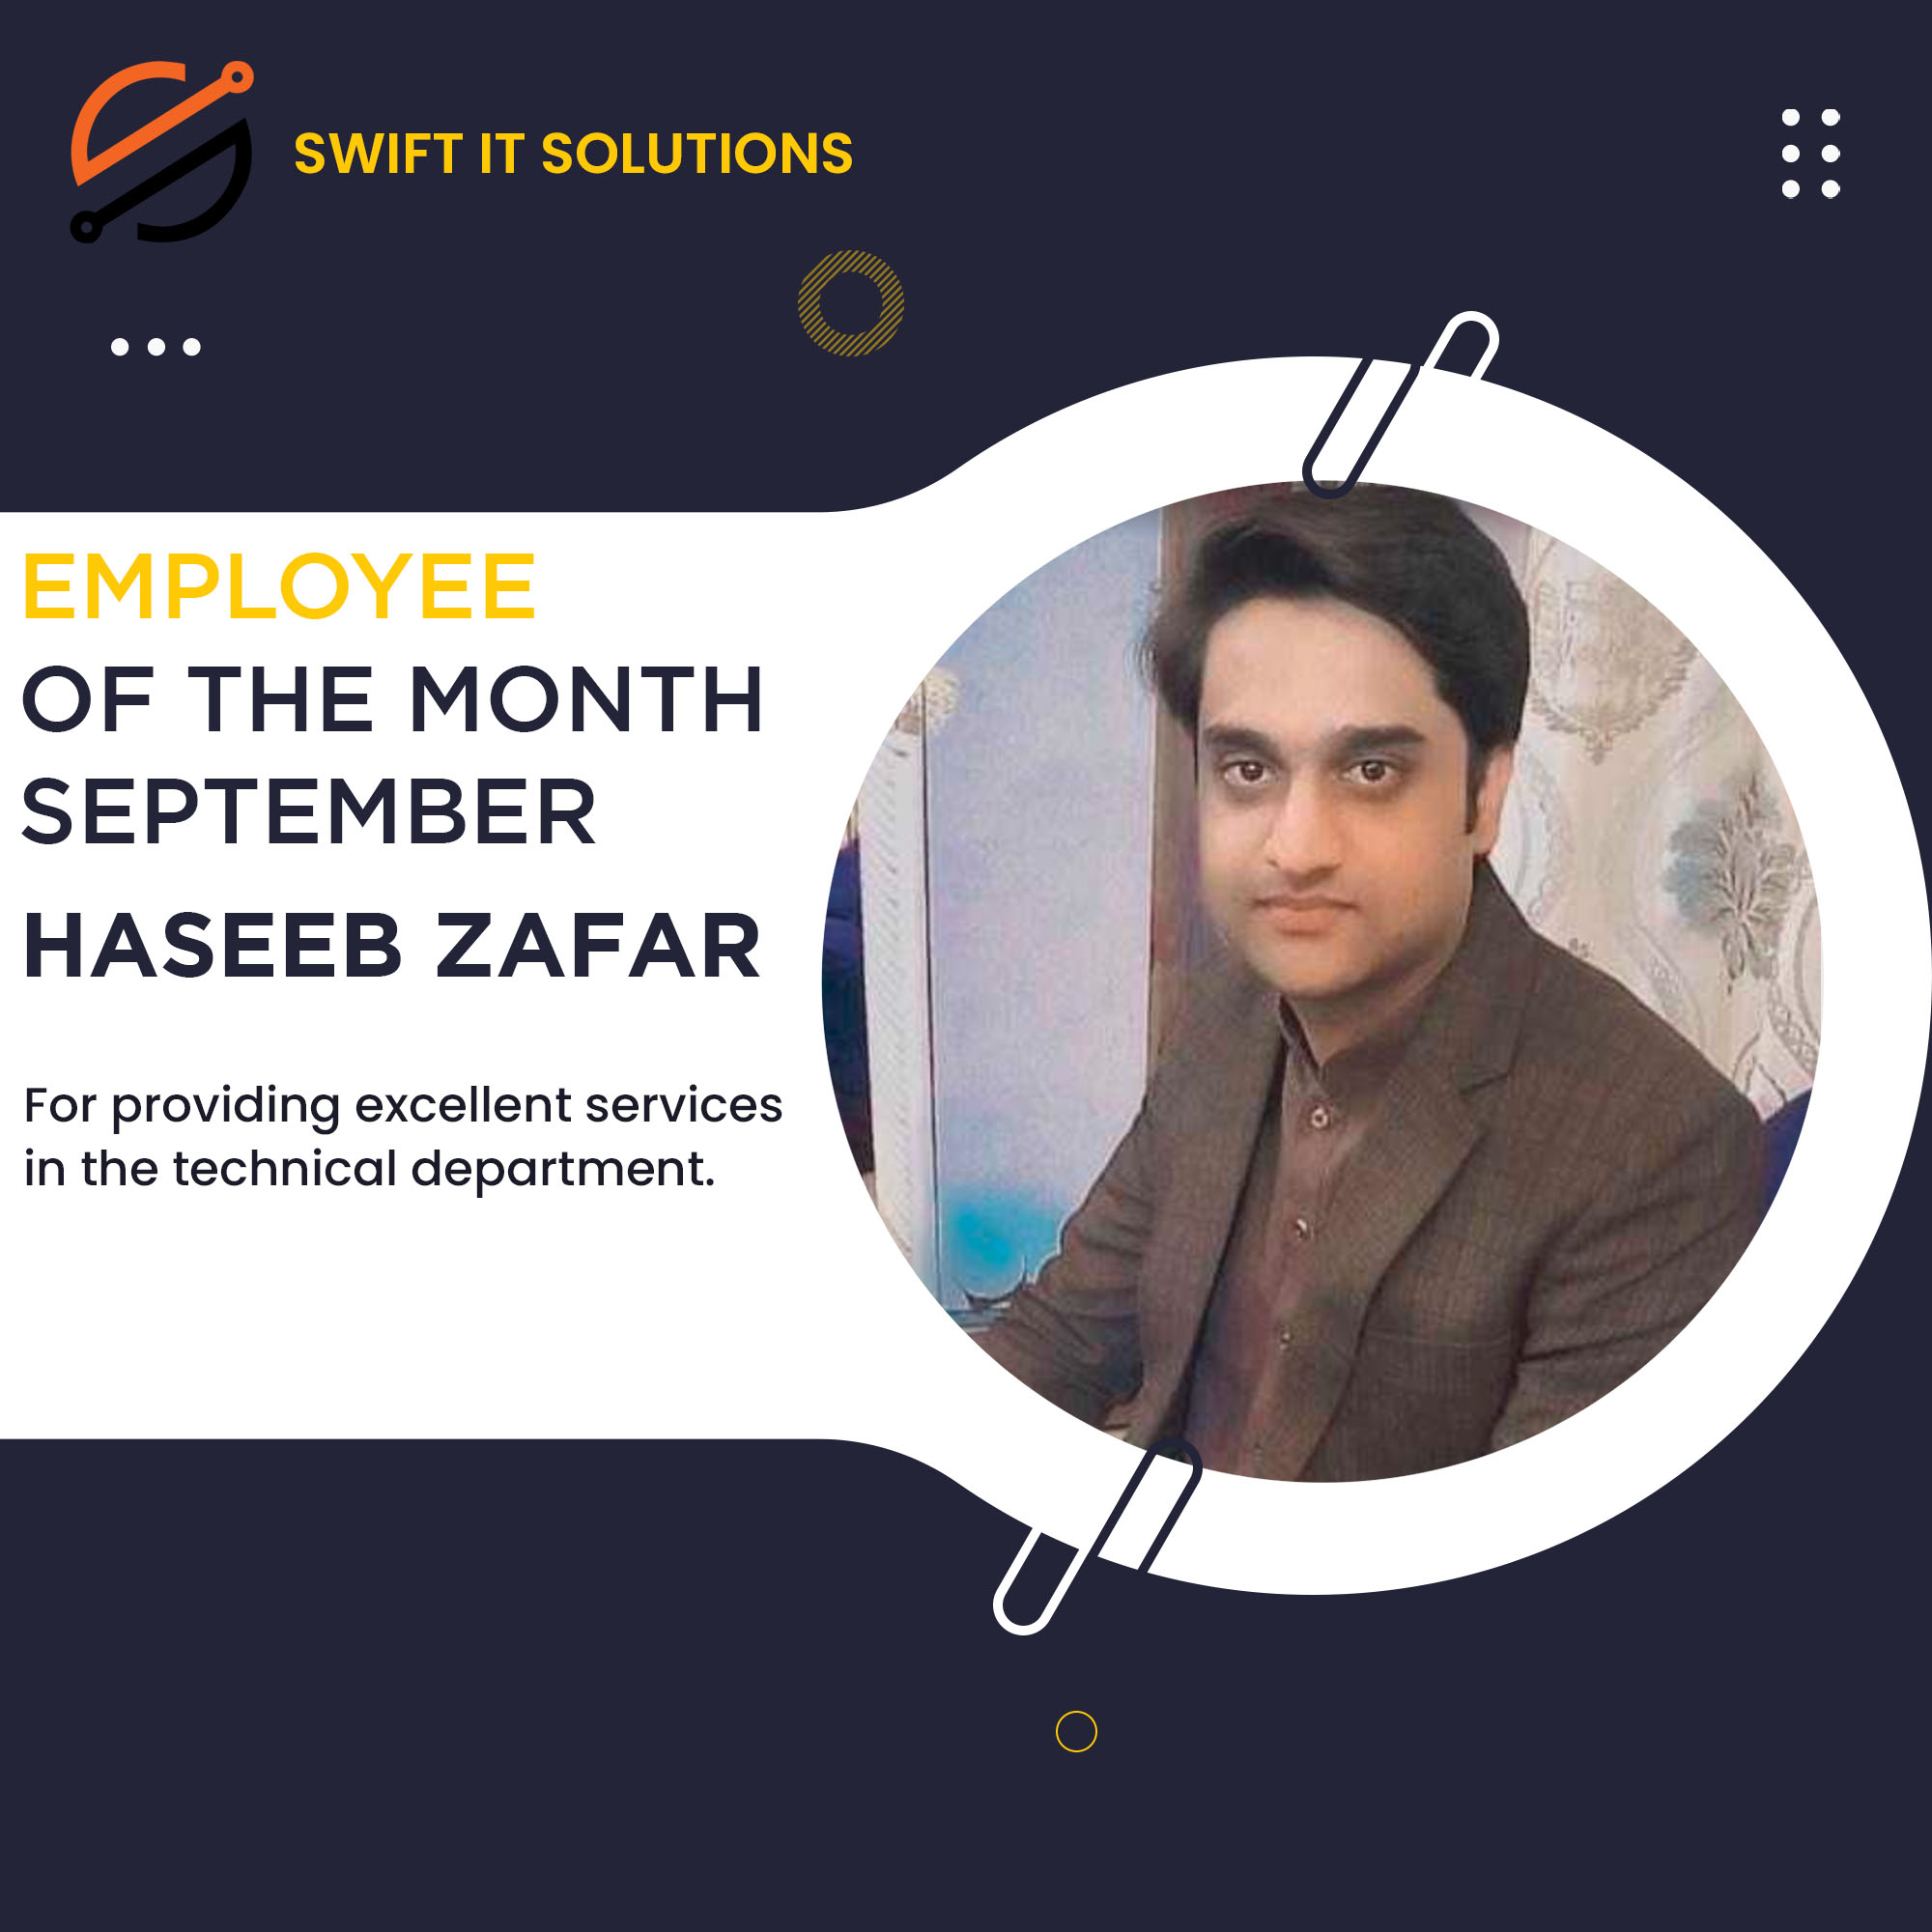 SWIFT IT SOLUTIONS
EMPLOYEE
OF THE MONTH
SEPTEMBER
HASEEB ZAFAR
For providing excellent services
in the technical department.